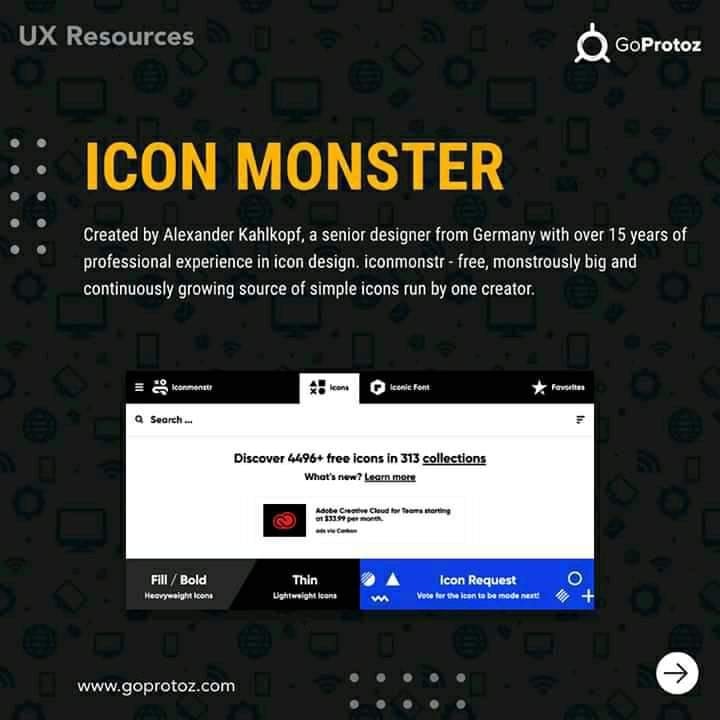 UX Resources
GoProtoz
ICON MONSTER
Created by Alexander Kahlkopf, a senior designer from Germany with over 15 years of
professional experience in icon design. iconmonstr - free, monstrously big and
continuously growing source of simple icons run by one creator.
Iconmonstr
Icons
Iconic Font
Favorites
Search ...
Discover 4496+ free icons in 313 collections
What's new? Learn more
Adobe Creative Cloud for Teams starting
at $33.99 per month.
ads via Carbon
Fill / Bold
Heavyweight Icons
Thin
Lightweight Icons
Icon Request
Vote for the icon to be made next!
www.goprotoz.com